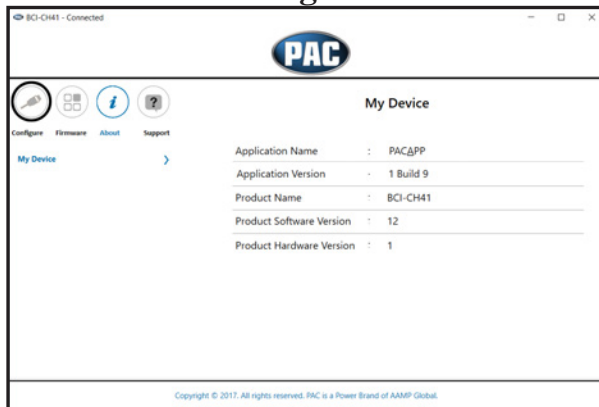 BCI-CH41 - Connected
PAC
My Device
Configure Firmware About Support
My Device
Application Name : PACAPP
Application Version - 1 Build 9
Product Name : BCI-CH41
Product Software Version : 12
Product Hardware Version : 1
Copyright © 2017. All rights reserved. PAC is a Power Brand of AAMP Global.